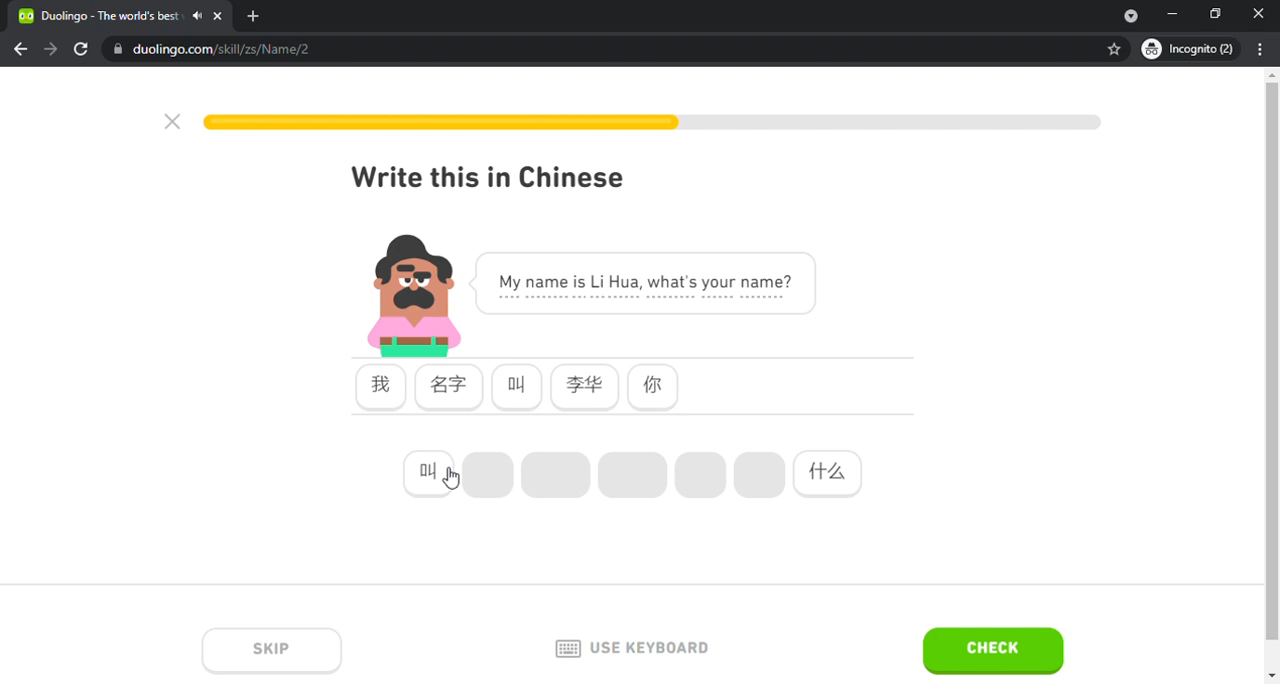 Duolingo - The world's best
duolingo.com/skill/zs/Name/2
Incognito (2)
Write this in Chinese
My name is Li Hua, what's your name?
我 名字 叫 李华 你
叫 什么
SKIP
USE KEYBOARD
CHECK